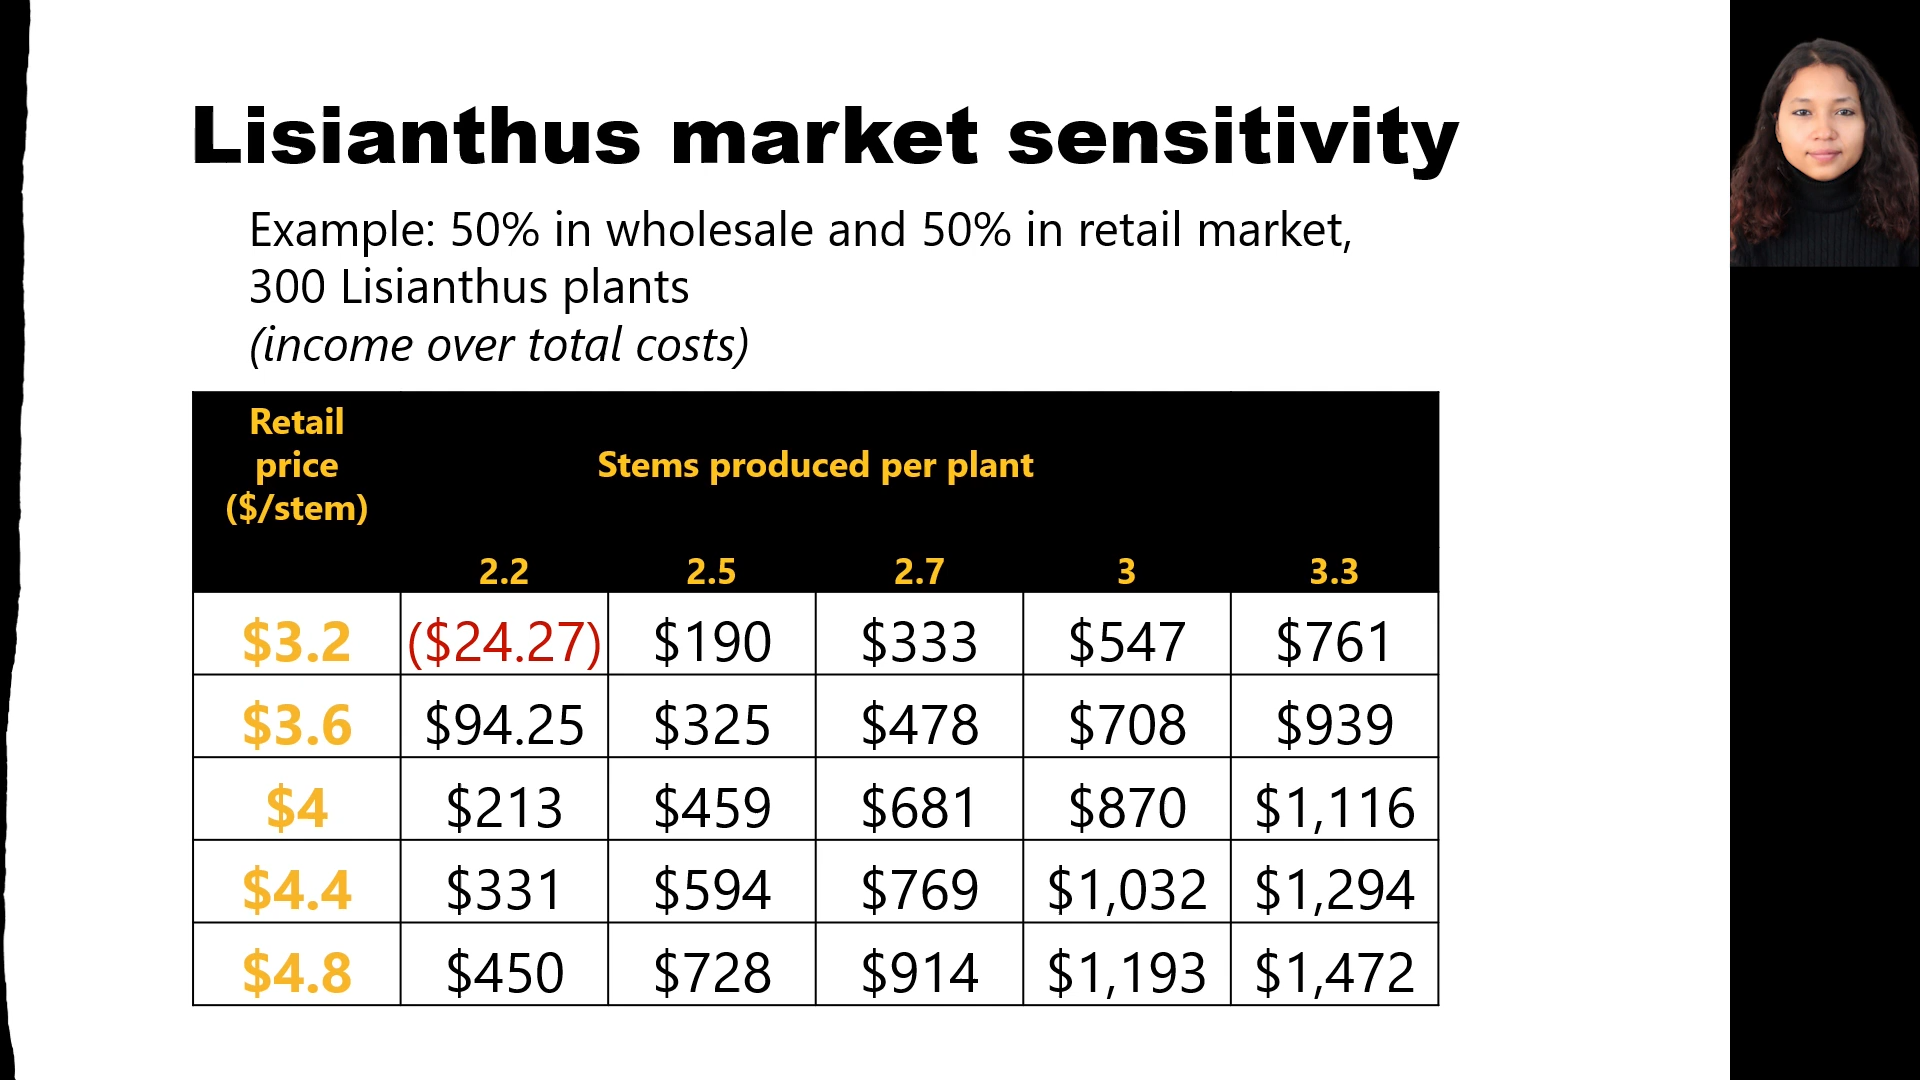 Lisianthus market sensitivity
Example: 50% in wholesale and 50% in retail market,
300 Lisianthus plants
(income over total costs)
Retail
price
($/stem)
Stems produced per plant
2.2 2.5 2.7 3 3.3
$3.2 ($24.27) $190 $333 $547 $761
$3.6 $94.25 $325 $478 $708 $939
$4 $213 $459 $681 $870 $1,116
$4.4 $331 $594 $769 $1,032 $1,294
$4.8 $450 $728 $914 $1,193 $1,472